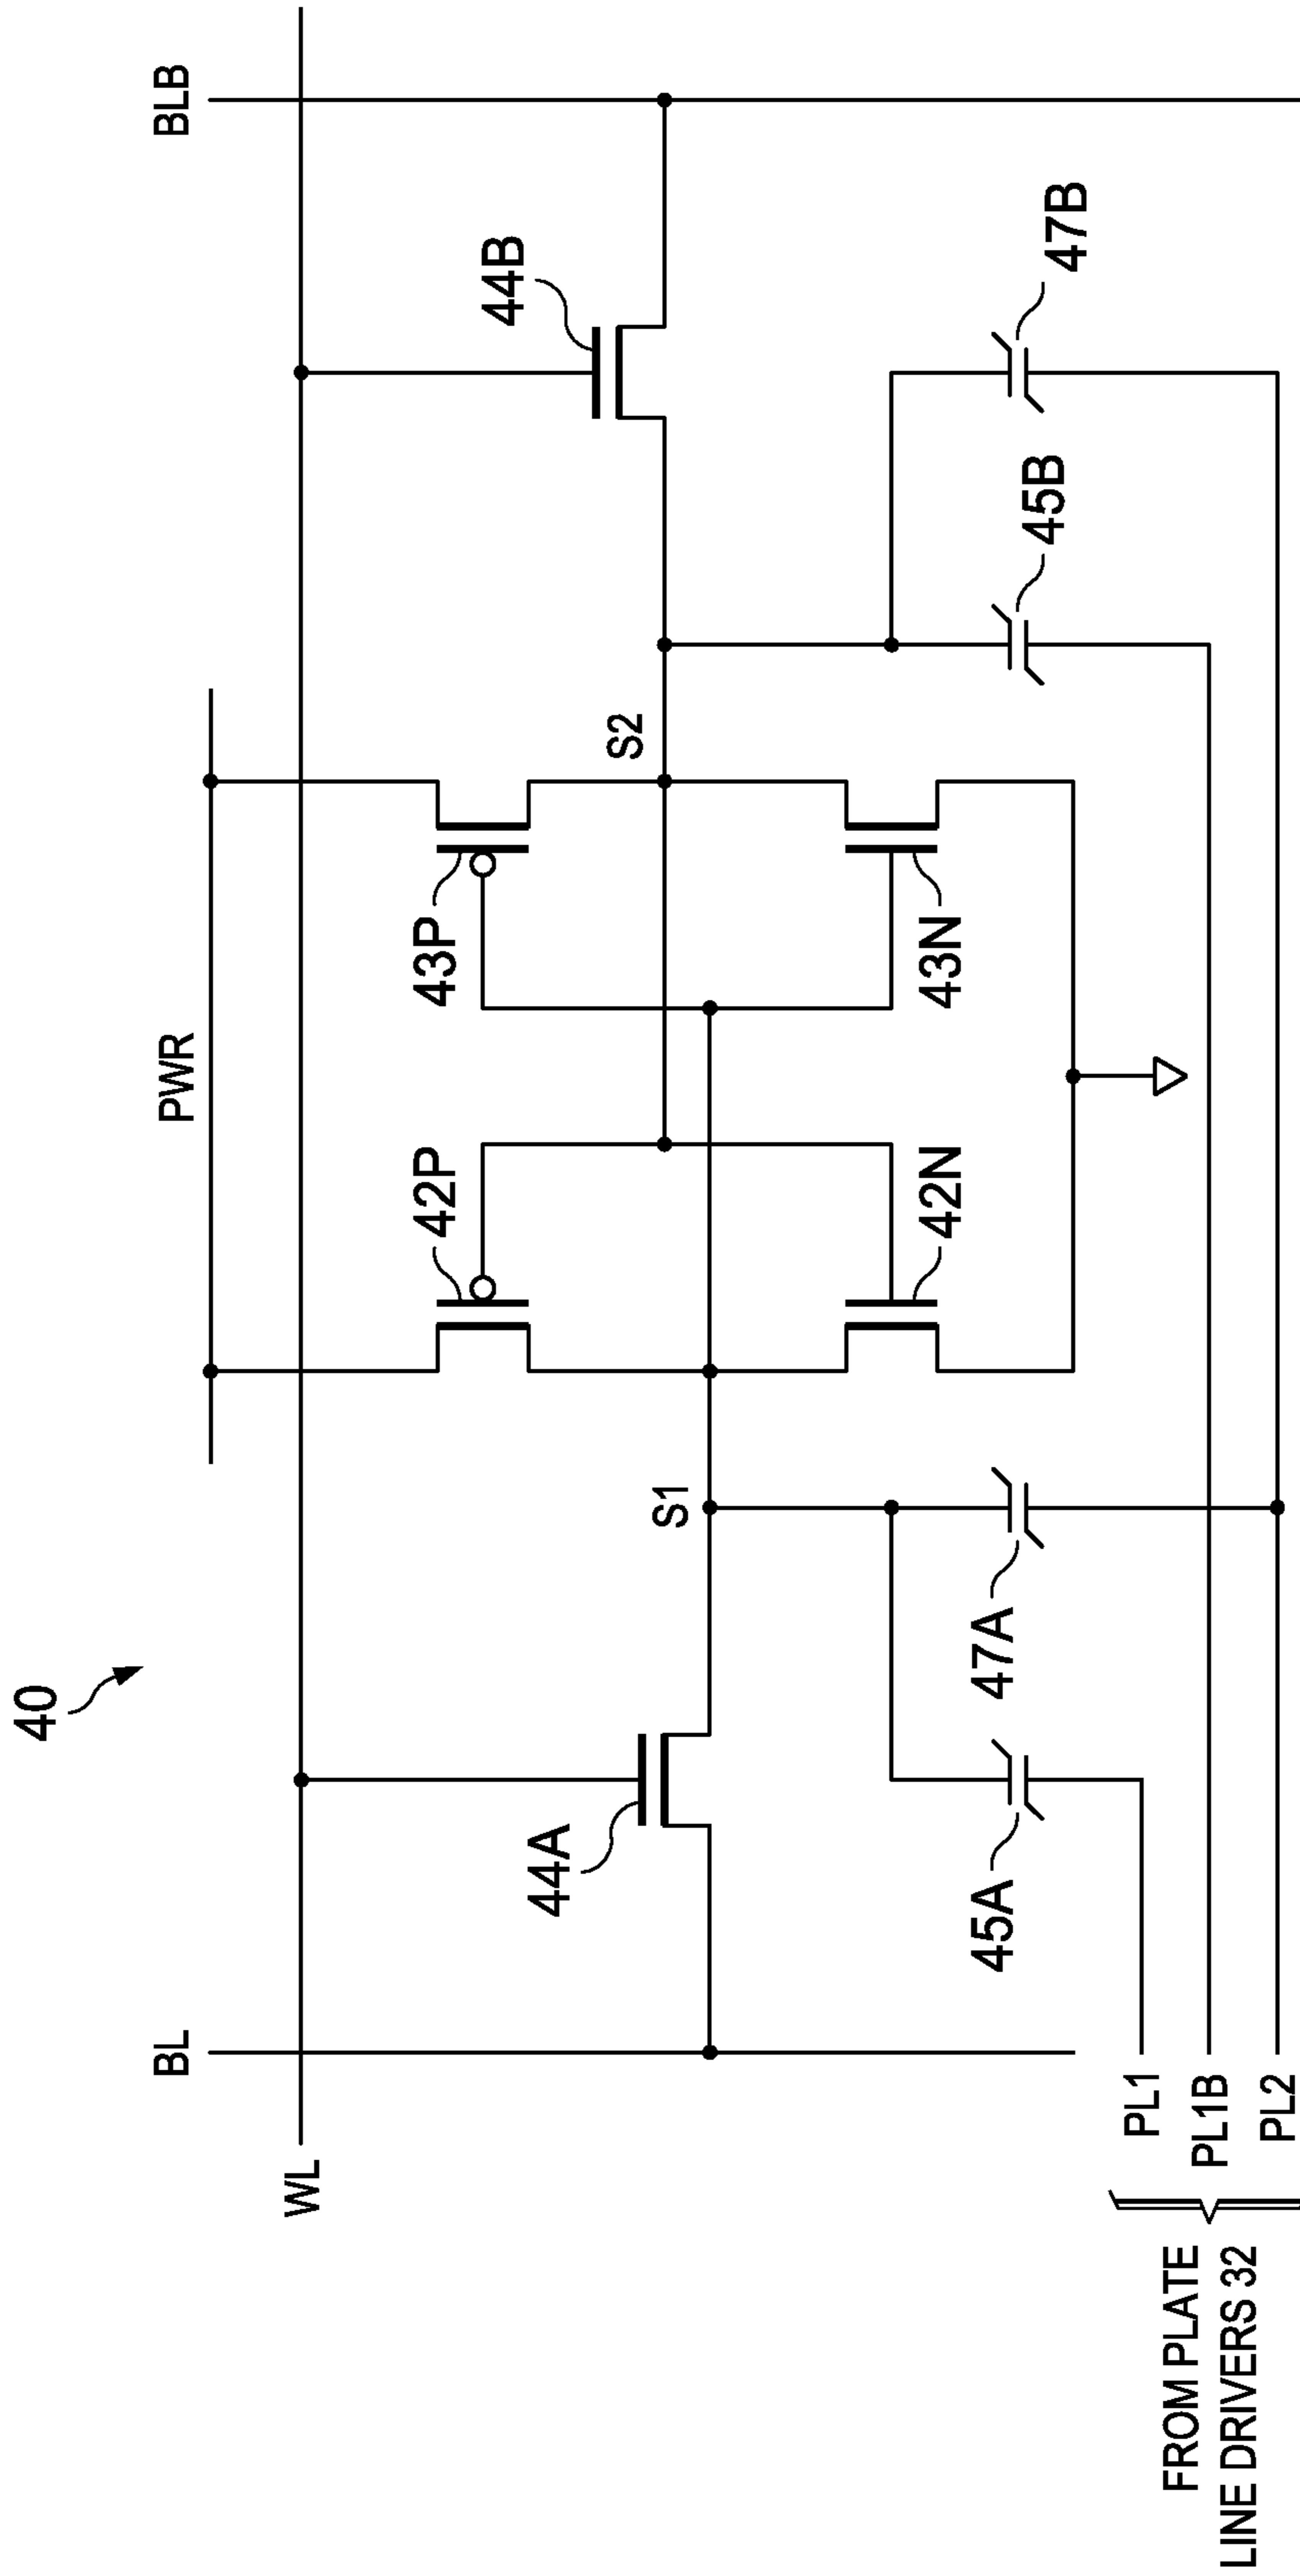 40
BL
PWR
BLB
WL
42P
43P
44A
44B
S1
S2
42N
43N
45A
47A
45B
47B
PL1
PL1B
PL2
FROM PLATE
LINE DRIVERS 32